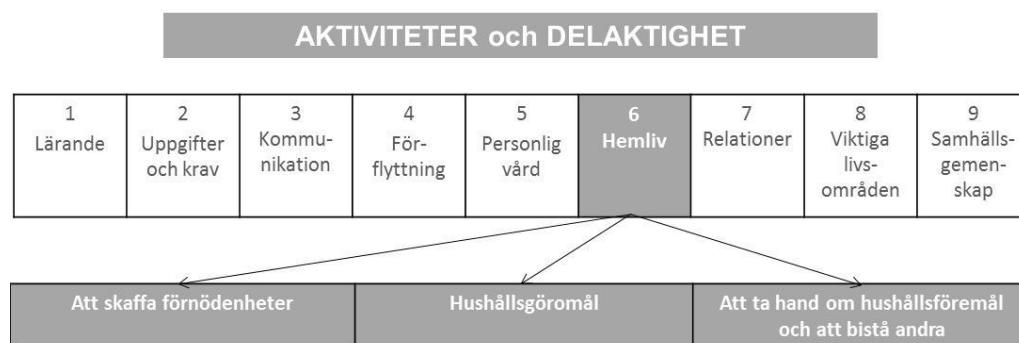 AKTIVITETER och DELAKTIGHET
1
Lärande
2
Uppgifter
och krav
3
Kommu-
nikation
4
För-
flyttning
5
Personlig
vård
6
Hemliv
7
Relationer
8
Viktiga
livs-
områden
9
Samhälls-
gemen-
skap
Att skaffa förnödenheter
Hushållsgöromål
Att ta hand om hushållsföremål
och att bistå andra